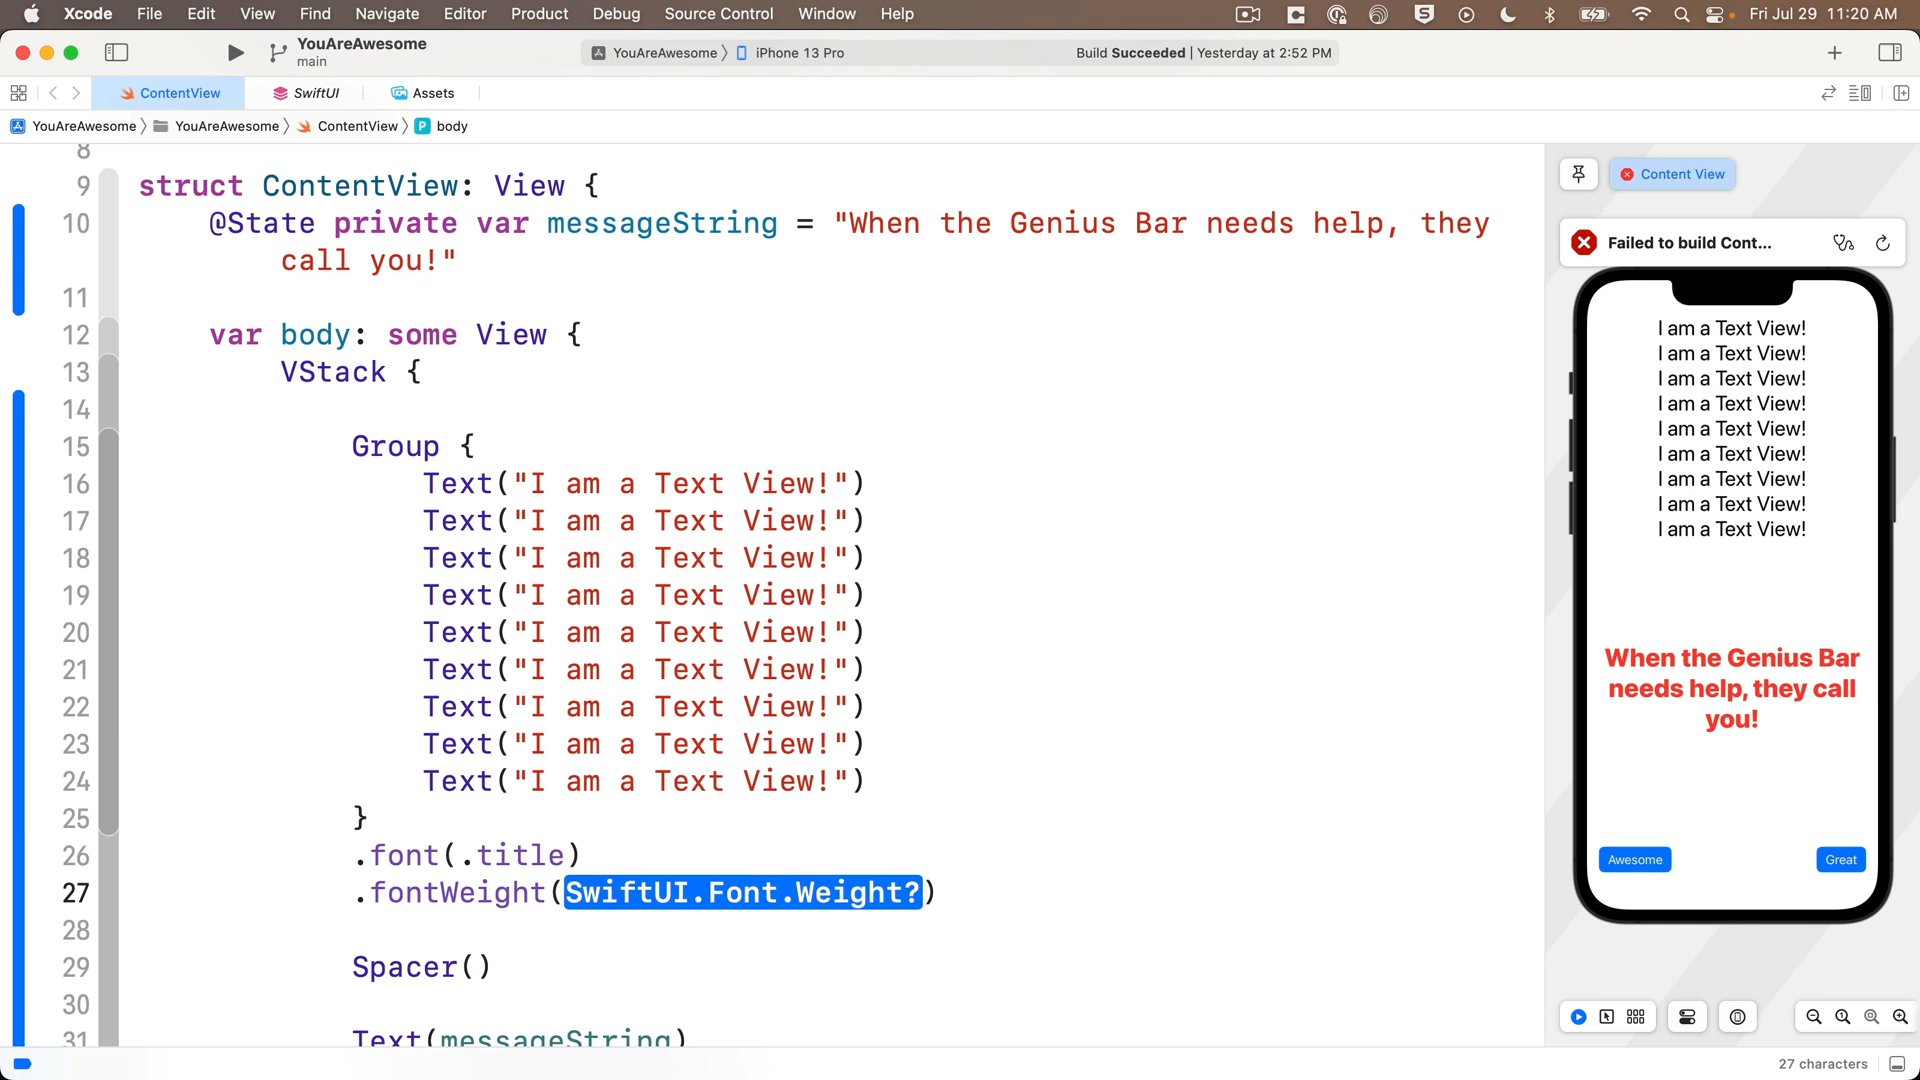 Xcode File Edit View Find Navigate Editor Product Debug Source Control Window Help Fri Jul 29 11:20 AM
YouAreAwesome
main
YouAreAwesome iPhone 13 Pro Build Succeeded | Yesterday at 2:52 PM
ContentView SwiftUI Assets
YouAreAwesome YouAreAwesome ContentView P body
8
9 struct ContentView: View {
10 @State private var messageString = "When the Genius Bar needs help, they
call you!"
11
12 var body: some View {
13 VStack {
14
15 Group {
16 Text("I am a Text View!")
17 Text("I am a Text View!")
18 Text("I am a Text View!")
19 Text("I am a Text View!")
20 Text("I am a Text View!")
21 Text("I am a Text View!")
22 Text("I am a Text View!")
23 Text("I am a Text View!")
24 Text("I am a Text View!")
25 }
26 .font(.title)
27 .fontWeight(SwiftUI.Font.Weight?)
28
29 Spacer()
30
31 Text(messageString)
Content View
Failed to build Cont...
I am a Text View!
I am a Text View!
I am a Text View!
I am a Text View!
I am a Text View!
I am a Text View!
I am a Text View!
I am a Text View!
I am a Text View!
When the Genius Bar
needs help, they call
you!
Awesome Great
27 characters